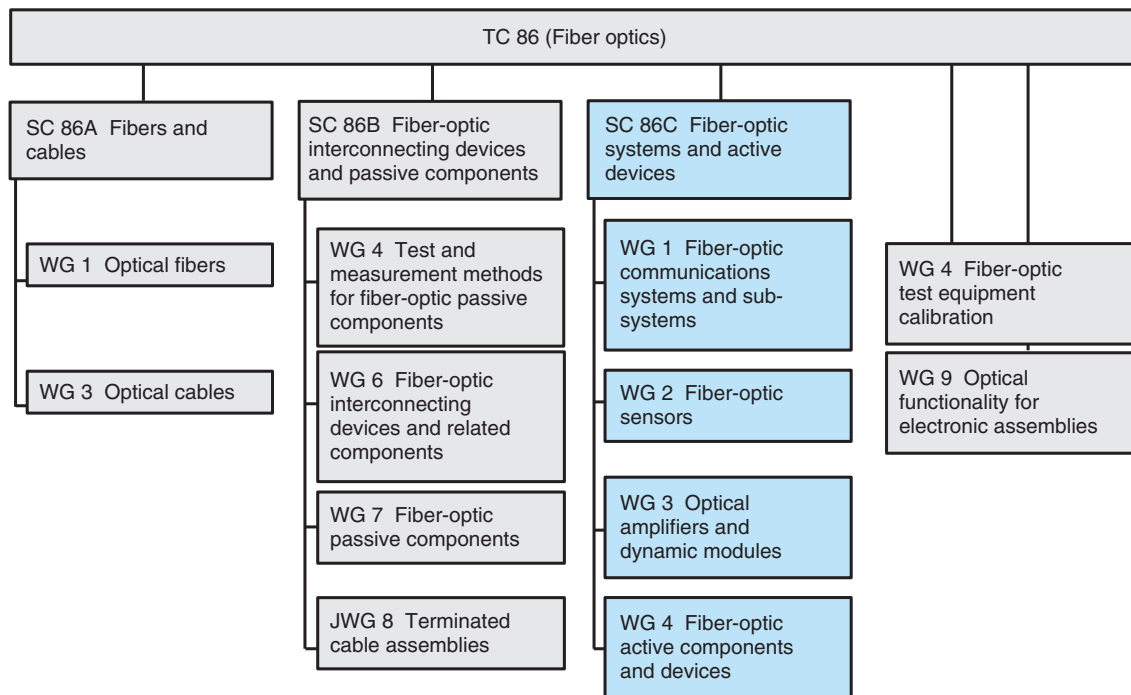 TC 86 (Fiber optics)
SC 86A Fibers and
cables
WG 1 Optical fibers
WG 3 Optical cables
SC 86B Fiber-optic
interconnecting devices
and passive components
WG 4 Test and
measurement methods
for fiber-optic passive
components
WG 6 Fiber-optic
interconnecting
devices and related
components
WG 7 Fiber-optic
passive components
JWG 8 Terminated
cable assemblies
SC 86C Fiber-optic
systems and active
devices
WG 1 Fiber-optic
communications
systems and sub-
systems
WG 2 Fiber-optic
sensors
WG 3 Optical
amplifiers and
dynamic modules
WG 4 Fiber-optic
active components
and devices
WG 4 Fiber-optic
test equipment
calibration
WG 9 Optical
functionality for
electronic assemblies